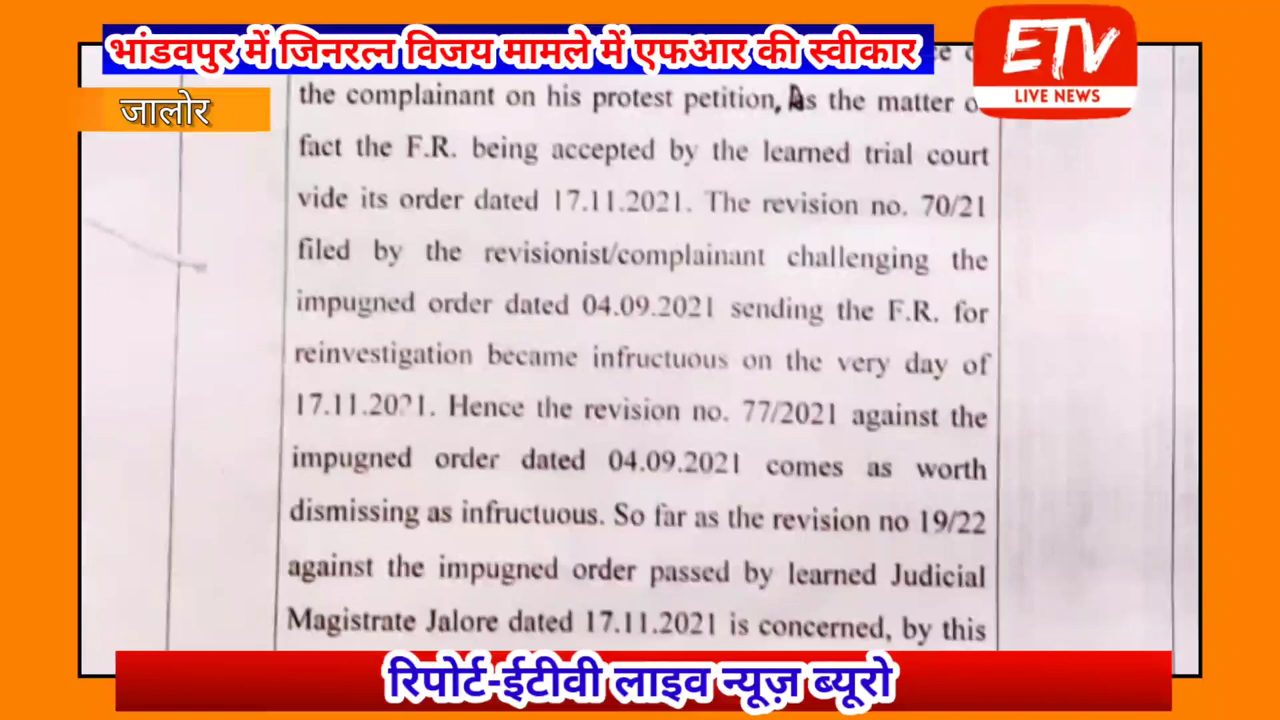 भांडवपुर में जिनरत्न विजय मामले में एफआर की स्वीकार
ETV
LIVE NEWS
जालोर
the complainant on his protest petition, As the matter o
fact the F.R. being accepted by the learned trial court
vide its order dated 17.11.2021. The revision no. 70/21
filed by the revisionist/complainant challenging the
impugned order dated 04.09.2021 sending the F.R. for
reinvestigation became infructuous on the very day of
17.11.2021. Hence the revision no. 77/2021 against the
impugned order dated 04.09.2021 comes as worth
dismissing as infructuous. So far as the revision no 19/22
against the impugned order passed by learned Judicial
Magistrate Jalore dated 17.11.2021 is concerned, by this
रिपोर्ट-ईटीवी लाइव न्यूज़ ब्यूरो